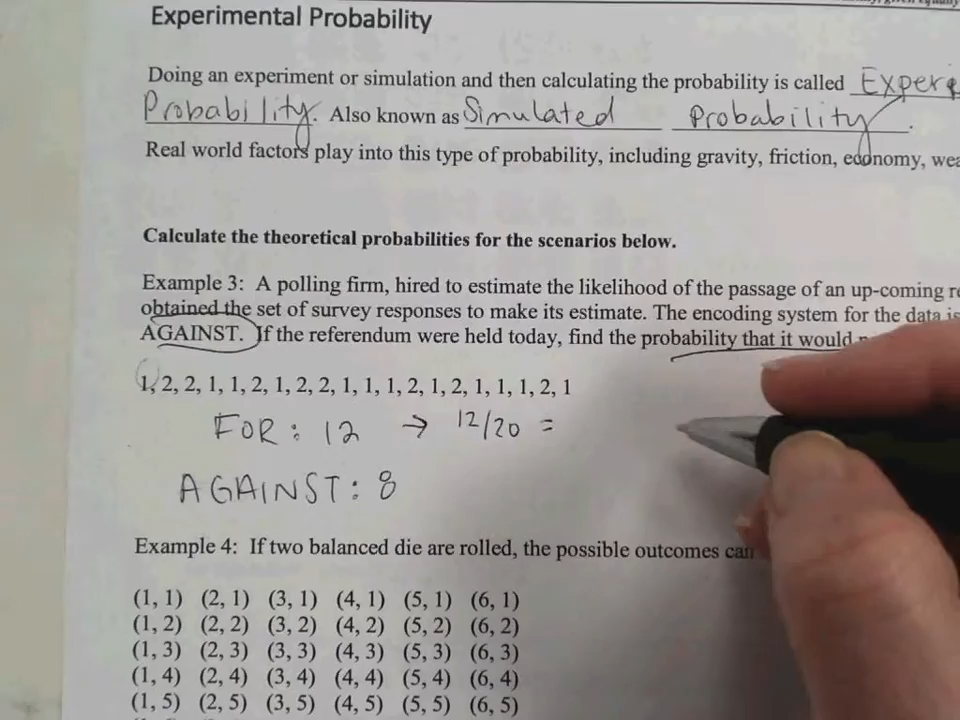 Experimental Probability
Doing an experiment or simulation and then calculating the probability is called
Probability. Also known as Simulated Probability.
Real world factors play into this type of probability, including gravity, friction, economy,
Calculate the theoretical probabilities for the scenarios below.
Example 3: A polling firm, hired to estimate the likelihood of the passage of an up-coming
obtained the set of survey responses to make its estimate. The encoding system for the data is
AGAINST. If the referendum were held today, find the probability that it would
1, 2, 2, 1, 1, 2, 1, 2, 2, 1, 1, 1, 2, 1, 2, 1, 1, 1, 2, 1
FOR: 12 → 12/20 =
AGAINST: 8
Example 4: If two balanced die are rolled, the possible outcomes can
(1, 1) (2, 1) (3, 1) (4, 1) (5, 1) (6, 1)
(1, 2) (2, 2) (3, 2) (4, 2) (5, 2) (6, 2)
(1, 3) (2, 3) (3, 3) (4, 3) (5, 3) (6, 3)
(1, 4) (2, 4) (3, 4) (4, 4) (5, 4) (6, 4)
(1, 5) (2, 5) (3, 5) (4, 5) (5, 5) (6, 5)